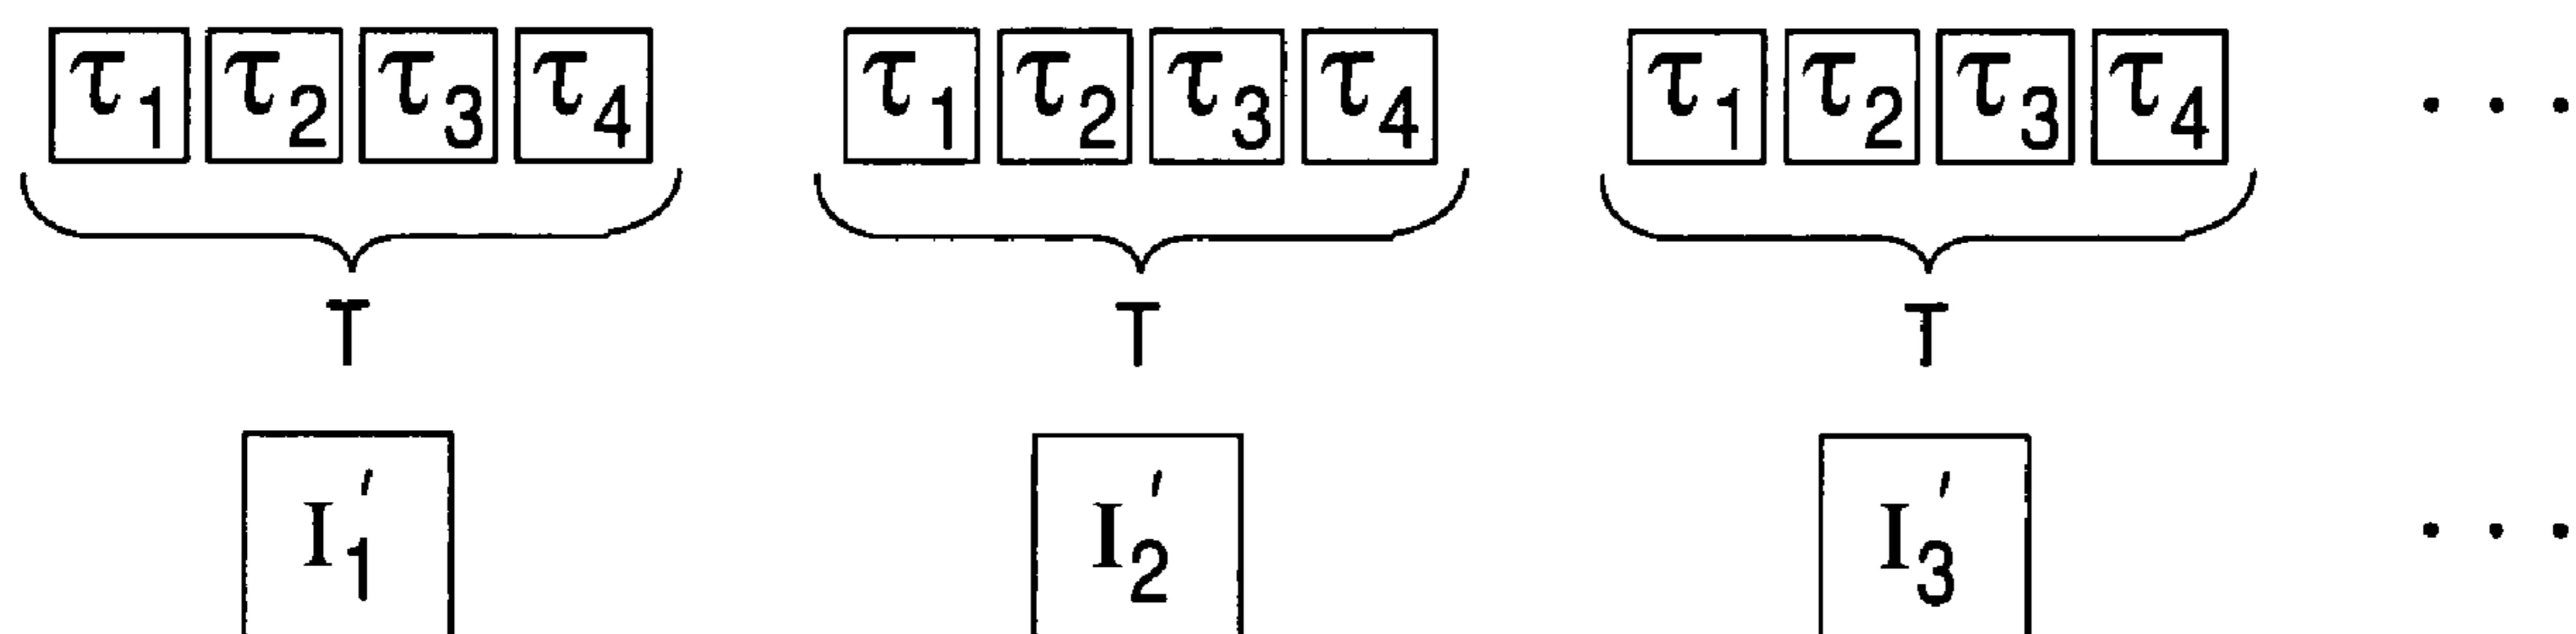 τ1 τ2 τ3 τ4 τ1 τ2 τ3 τ4 τ1 τ2 τ3 τ4 . . .
T T T
I1′ I2′ I3′ . . .